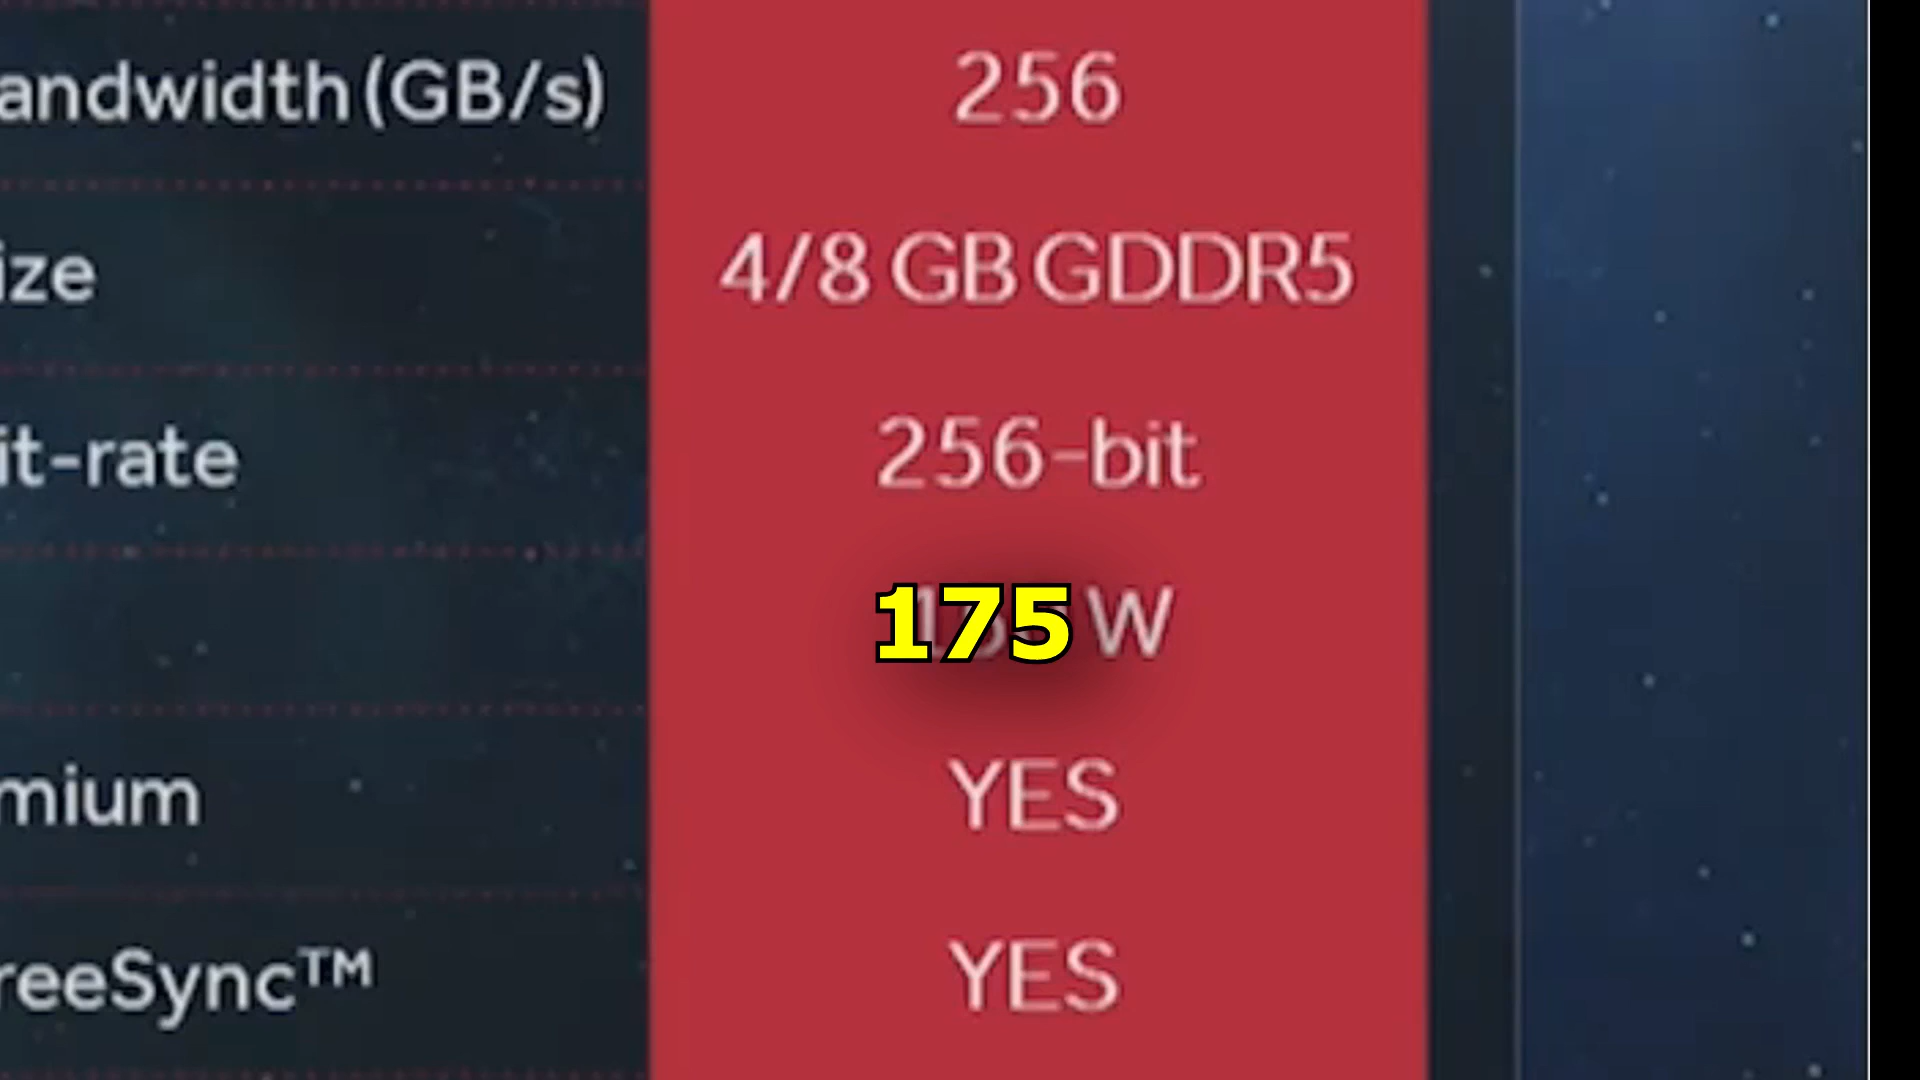 andwidth (GB/s) 256
ize 4/8 GB GDDR5
it-rate 256-bit
175 W
mium YES
reeSync™ YES